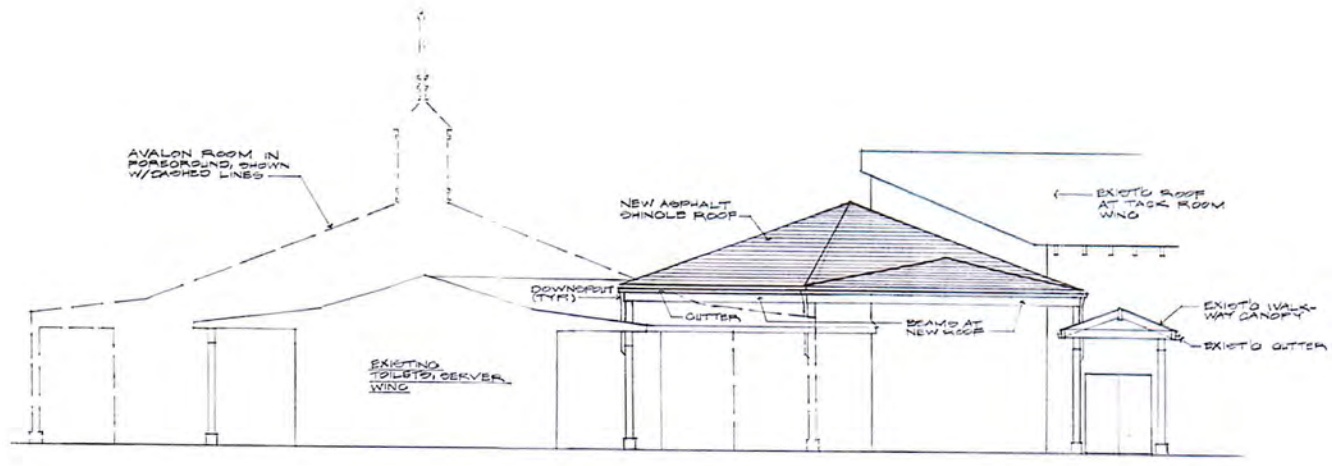 AVALON ROOM IN
FOREGROUND, SHOWN
W/DASHED LINES
NEW ASPHALT
SHINGLE ROOF
EXIST'G ROOF
AT TACK ROOM
WING
DOWNSPOUT
(TYP.)
GUTTER
BEAMS AT
NEW ROOF
EXIST'G WALK-
WAY CANOPY
EXIST'G GUTTER
EXISTING
TOILETS, SERVER
WING